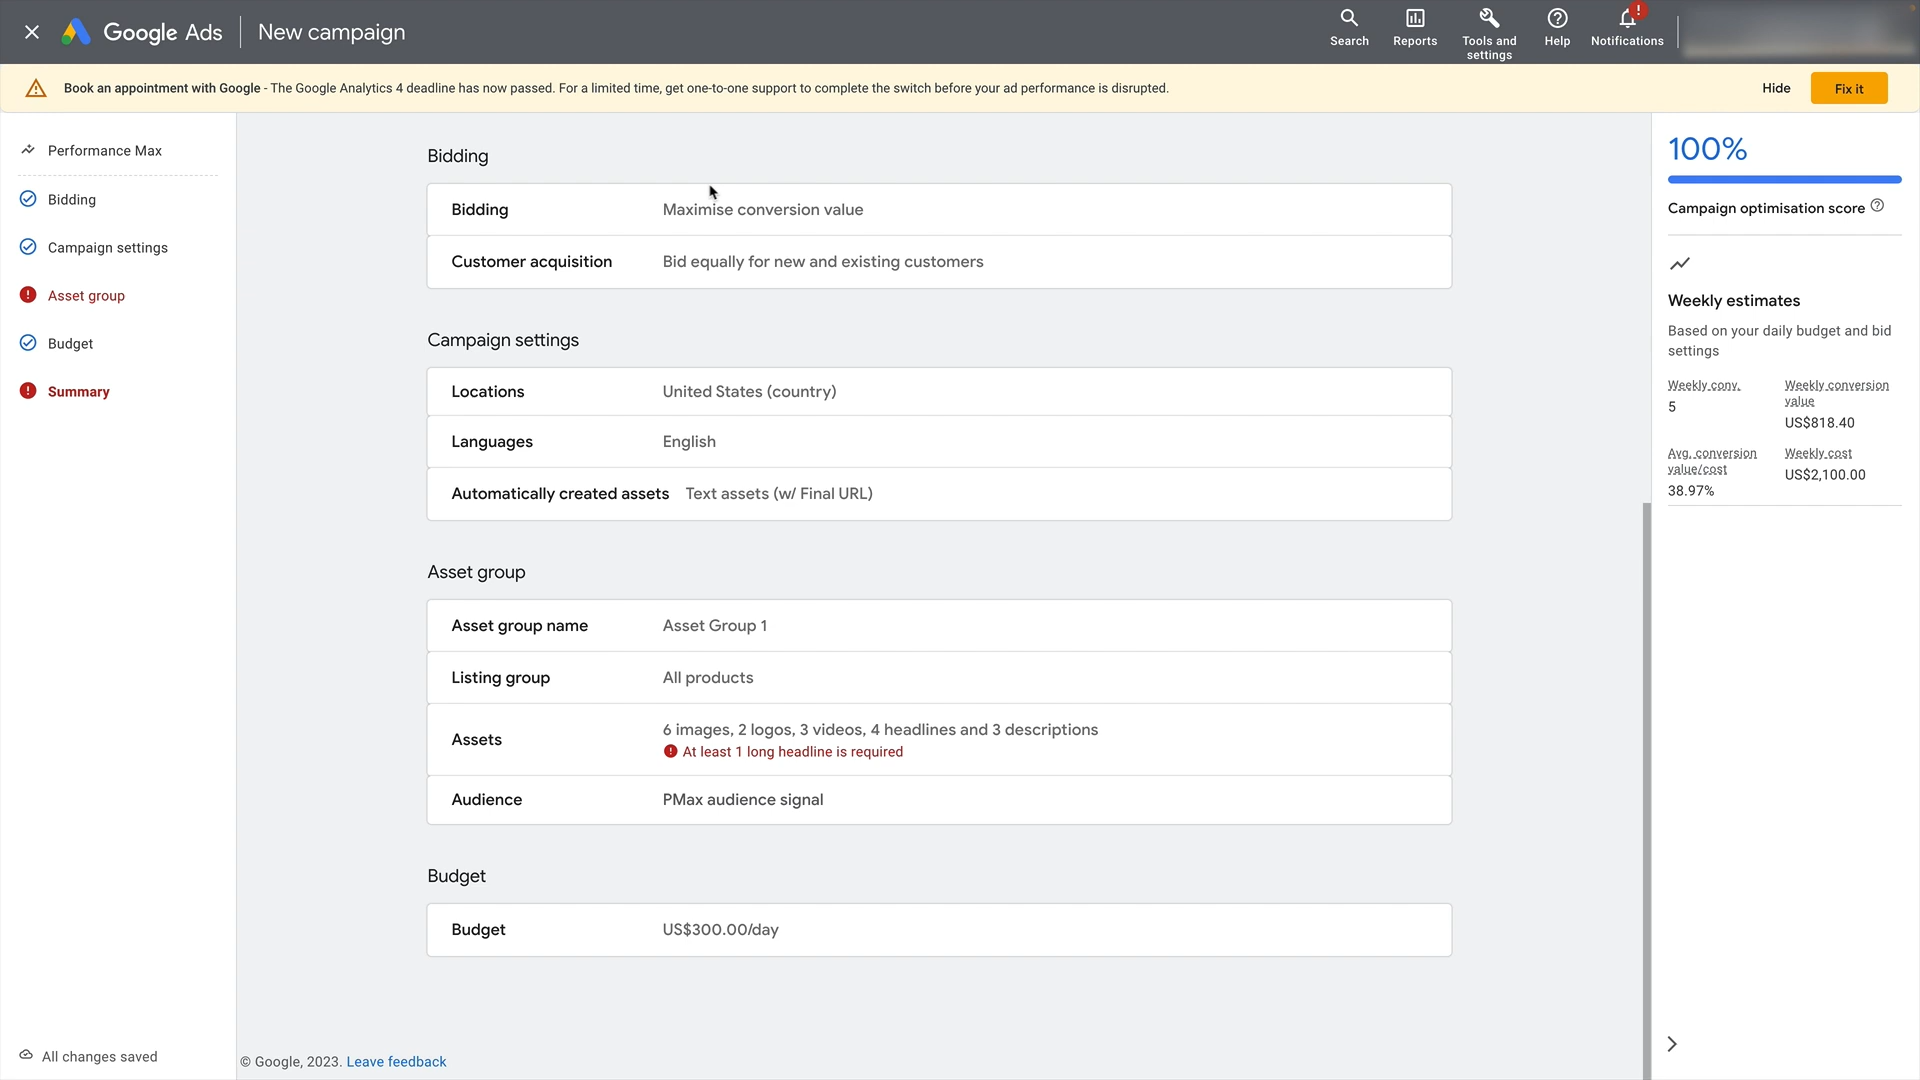 Google Ads
New campaign
Search
Reports
Tools and
settings
Help
Notifications
!
Book an appointment with Google - The Google Analytics 4 deadline has now passed. For a limited time, get one-to-one support to complete the switch before your ad performance is disrupted.
Hide
Fix it
Performance Max
Bidding
Campaign settings
Asset group
Budget
Summary
All changes saved
Bidding
Bidding Maximise conversion value
Customer acquisition Bid equally for new and existing customers
Campaign settings
Locations United States (country)
Languages English
Automatically created assets Text assets (w/ Final URL)
Asset group
Asset group name Asset Group 1
Listing group All products
Assets 6 images, 2 logos, 3 videos, 4 headlines and 3 descriptions
At least 1 long headline is required
Audience PMax audience signal
Budget
Budget US$300.00/day
© Google, 2023. Leave feedback
100%
Campaign optimisation score
Weekly estimates
Based on your daily budget and bid
settings
Weekly conv.
5
Weekly conversion
value
US$818.40
Avg. conversion
value/cost
38.97%
Weekly cost
US$2,100.00